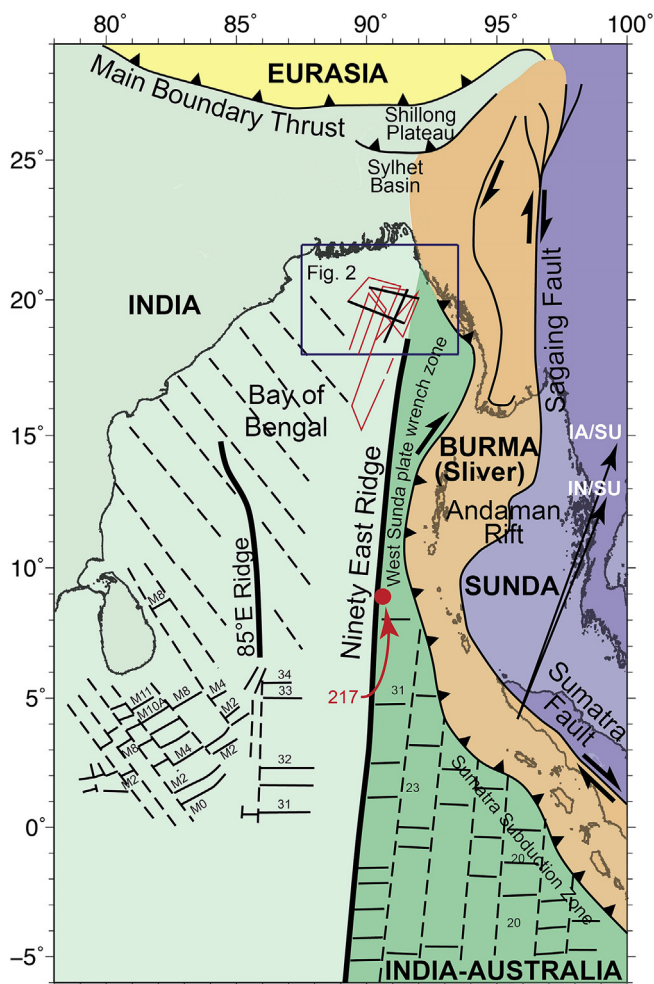 80° 85° 90° 95° 100°
EURASIA
Main Boundary Thrust
Shillong
Plateau
25°
Sylhet
Basin
Fig. 2
20°
INDIA
Sagaing Fault
Bay of
Bengal
West Sunda plate wrench zone
15°
IA/SU
BURMA
(Sliver)
IN/SU
Andaman
Rift
Ninety East Ridge
10°
85°E Ridge
SUNDA
M8
217
Sumatra
Fault
5°
M11
M8
M4
34
33
31
M10A
M2
M8
M4
M2
M2
M2
M0
32
31
23
Sumatra Subduction Zone
0°
20
20
−5°
INDIA-AUSTRALIA